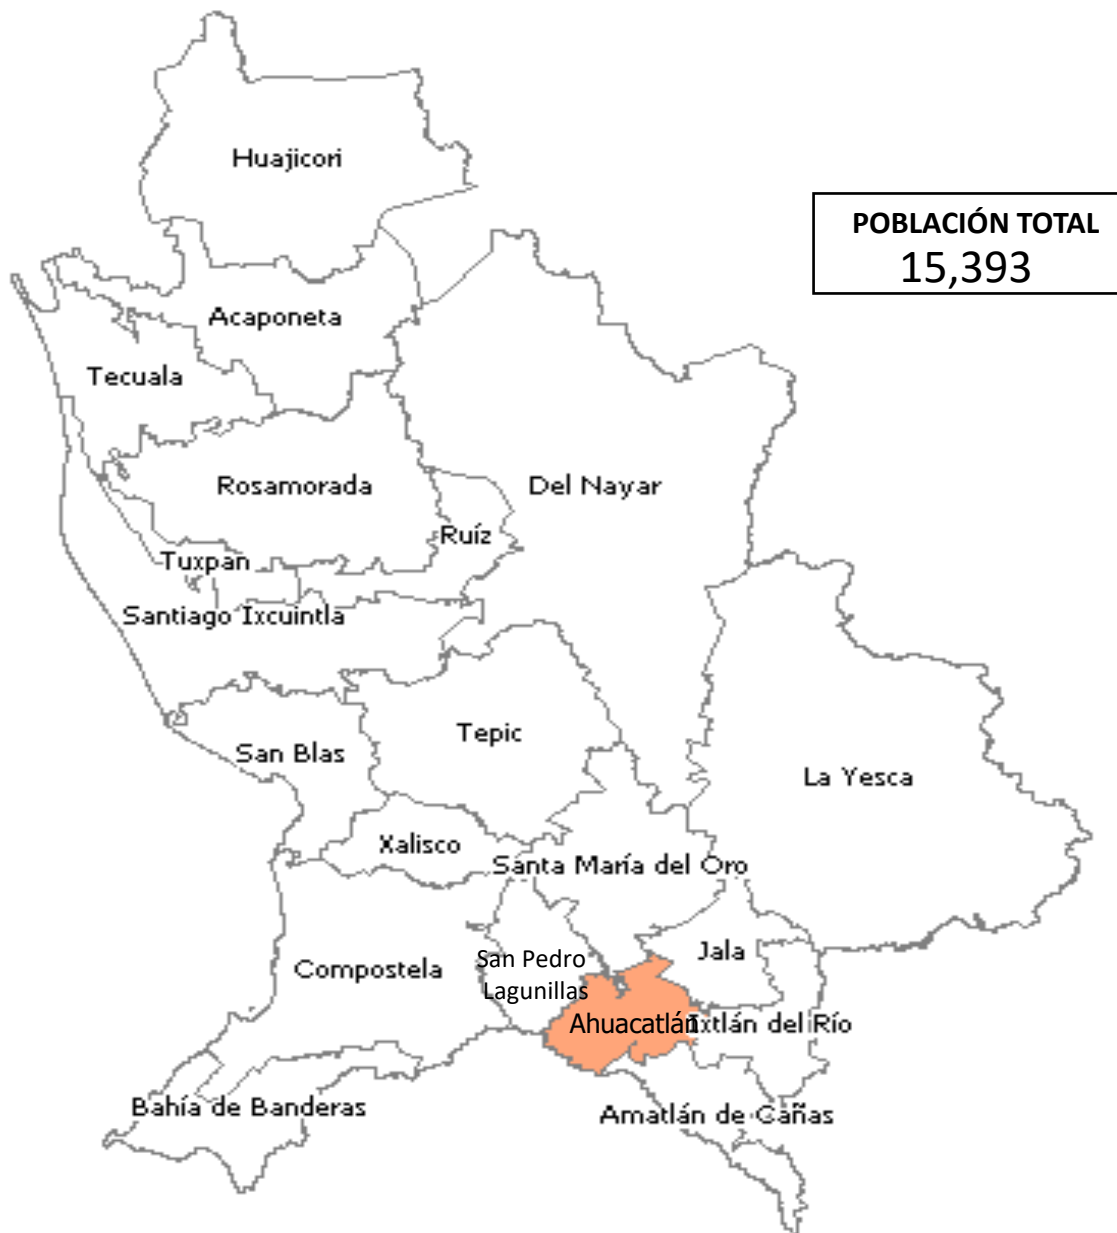 Huajicori
POBLACIÓN TOTAL
15,393
Acaponeta
Tecuala
Rosamorada
Del Nayar
Ruíz
Tuxpan
Santiago Ixcuintla
Tepic
San Blas
La Yesca
Xalisco
Santa María del Oro
Jala
San Pedro
Lagunillas
Compostela
Ahuacatlán
Ixtlán del Río
Bahía de Banderas
Amatlán de Cañas